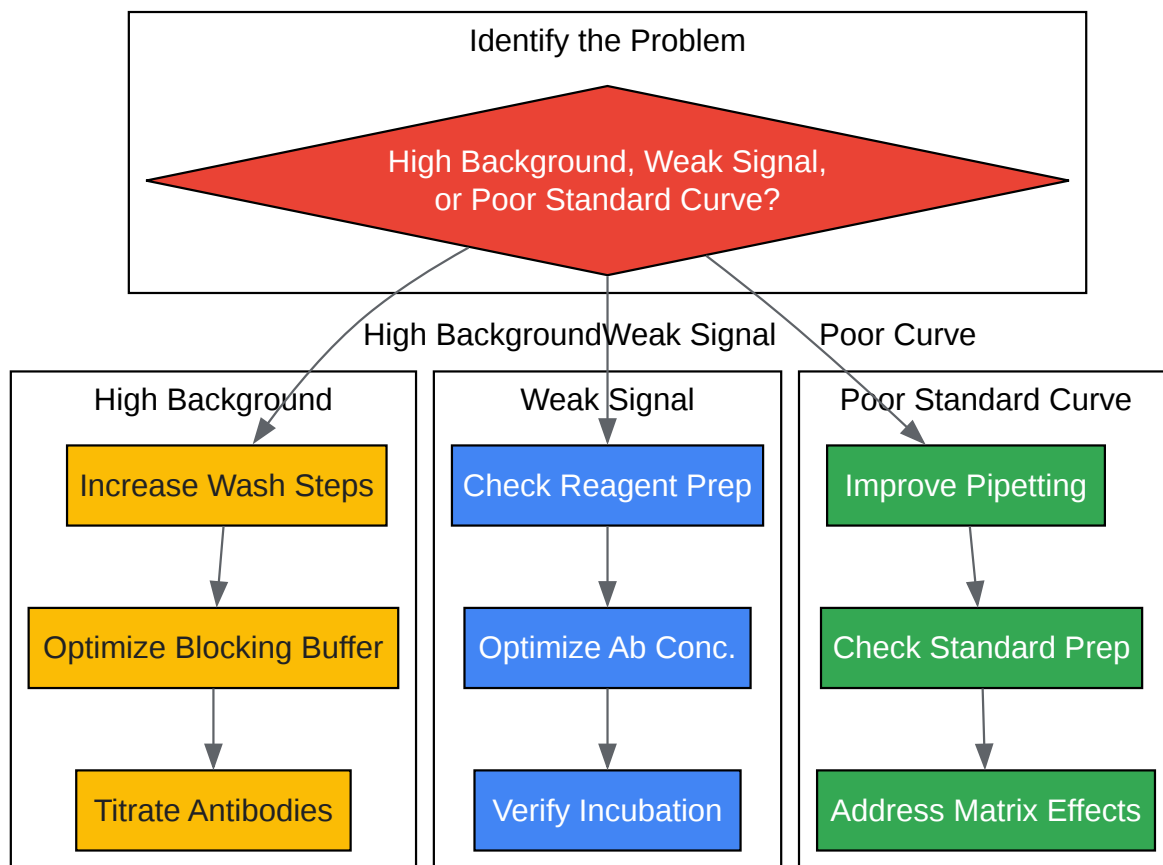 Identify the Problem
High Background, Weak Signal,
or Poor Standard Curve?
High Background
Weak Signal
Poor Curve
High Background
Increase Wash Steps
Optimize Blocking Buffer
Titrate Antibodies
Weak Signal
Check Reagent Prep
Optimize Ab Conc.
Verify Incubation
Poor Standard Curve
Improve Pipetting
Check Standard Prep
Address Matrix Effects